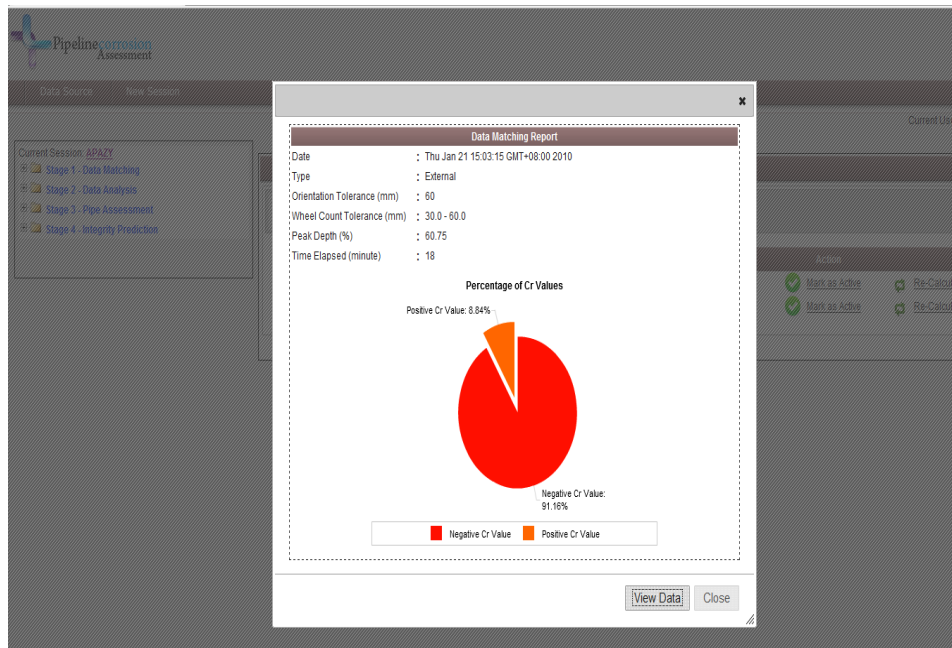 Pipelinecorrosion
Assessment
Data Source New Session
Current Use
Current Session: APAZY
Stage 1 - Data Matching
Stage 2 - Data Analysis
Stage 3 - Pipe Assessment
Stage 4 - Integrity Prediction
x
Data Matching Report
Date : Thu Jan 21 15:03:15 GMT+08:00 2010
Type : External
Orientation Tolerance (mm) : 60
Wheel Count Tolerance (mm) : 30.0 - 60.0
Peak Depth (%) : 60.75
Time Elapsed (minute) : 18
Percentage of Cr Values
Positive Cr Value: 8.84%
Negative Cr Value:
91.16%
Negative Cr Value Positive Cr Value
Action
Mark as Active Re-Calcul
Mark as Active Re-Calcul
View Data Close